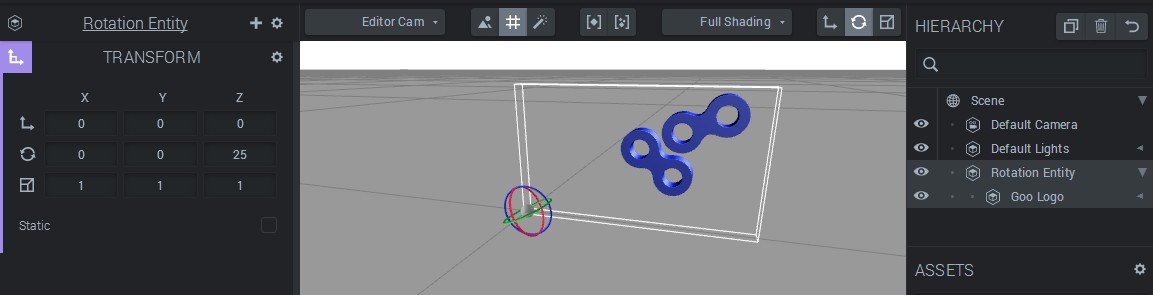 Rotation Entity
TRANSFORM
X Y Z
0 0 0
0 0 25
1 1 1
Static
Editor Cam
Full Shading
HIERARCHY
Scene
Default Camera
Default Lights
Rotation Entity
Goo Logo
ASSETS